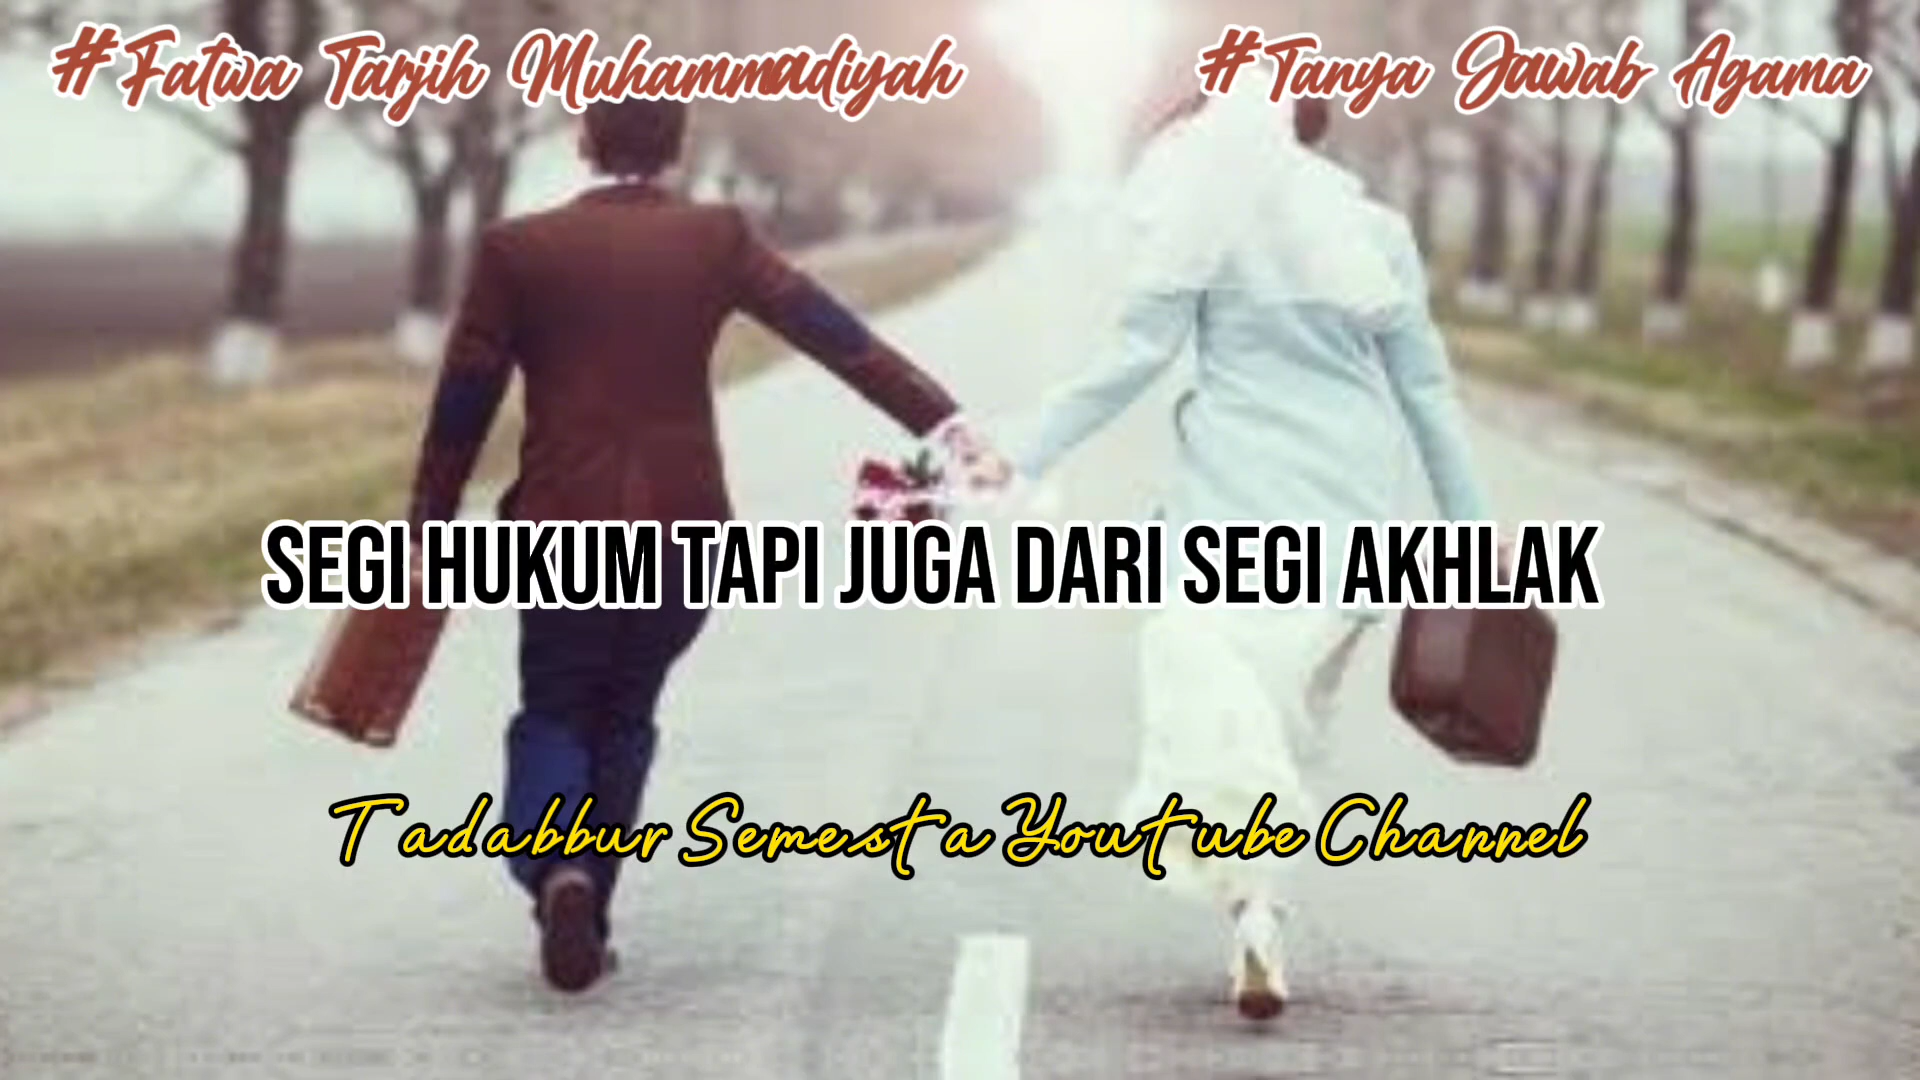 #Fatwa Tarjih Muhammadiyah
#Tanya Jawab Agama
SEGI HUKUM TAPI JUGA DARI SEGI AKHLAK
Tadabbur Semesta Youtube Channel